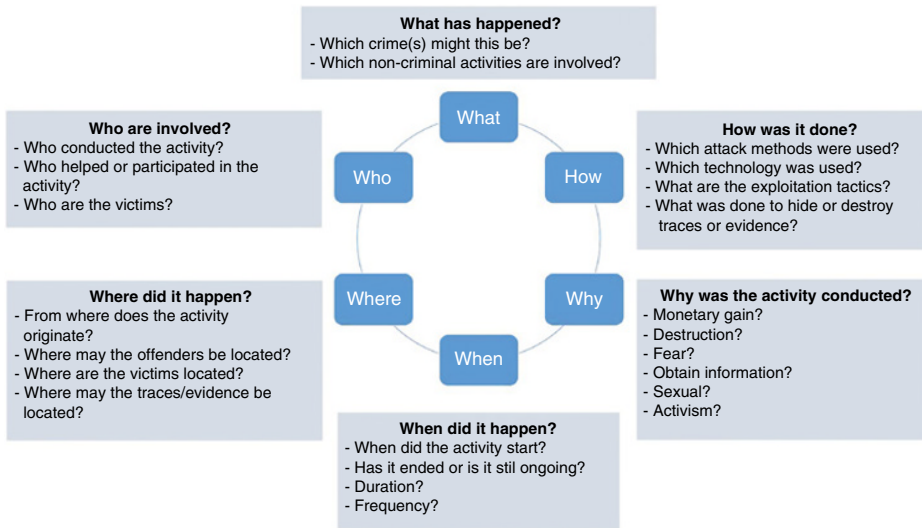 What has happened?
- Which crime(s) might this be?
- Which non-criminal activities are involved?
What
Who are involved?
- Who conducted the activity?
- Who helped or participated in the
activity?
- Who are the victims?
Who
How
How was it done?
- Which attack methods were used?
- Which technology was used?
- What are the exploitation tactics?
- What was done to hide or destroy
traces or evidence?
Where did it happen?
- From where does the activity
originate?
- Where may the offenders be located?
- Where are the victims located?
- Where may the traces/evidence be
located?
Where
Why
Why was the activity conducted?
- Monetary gain?
- Destruction?
- Fear?
- Obtain information?
- Sexual?
- Activism?
When
When did it happen?
- When did the activity start?
- Has it ended or is it stil ongoing?
- Duration?
- Frequency?